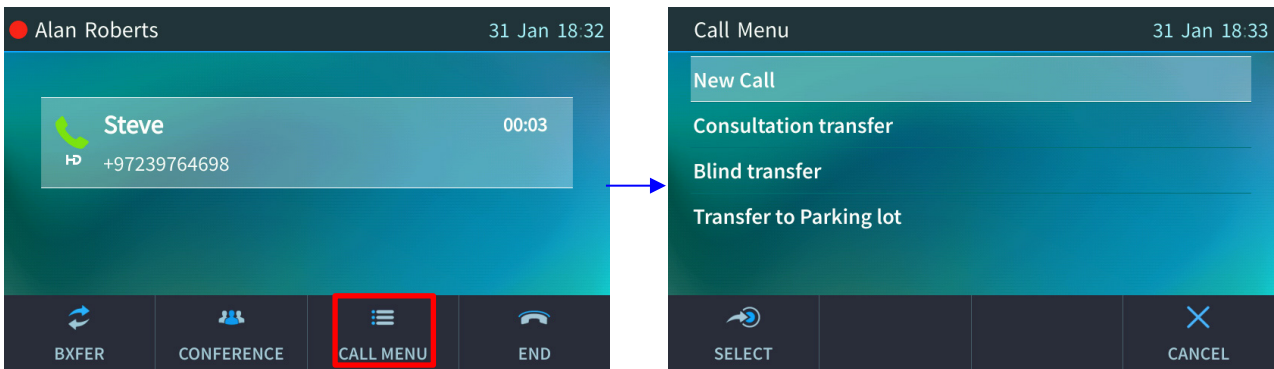 Alan Roberts 31 Jan 18:32
Steve 00:03
HD +97239764698
BXFER CONFERENCE CALL MENU END
Call Menu 31 Jan 18:33
New Call
Consultation transfer
Blind transfer
Transfer to Parking lot
SELECT CANCEL